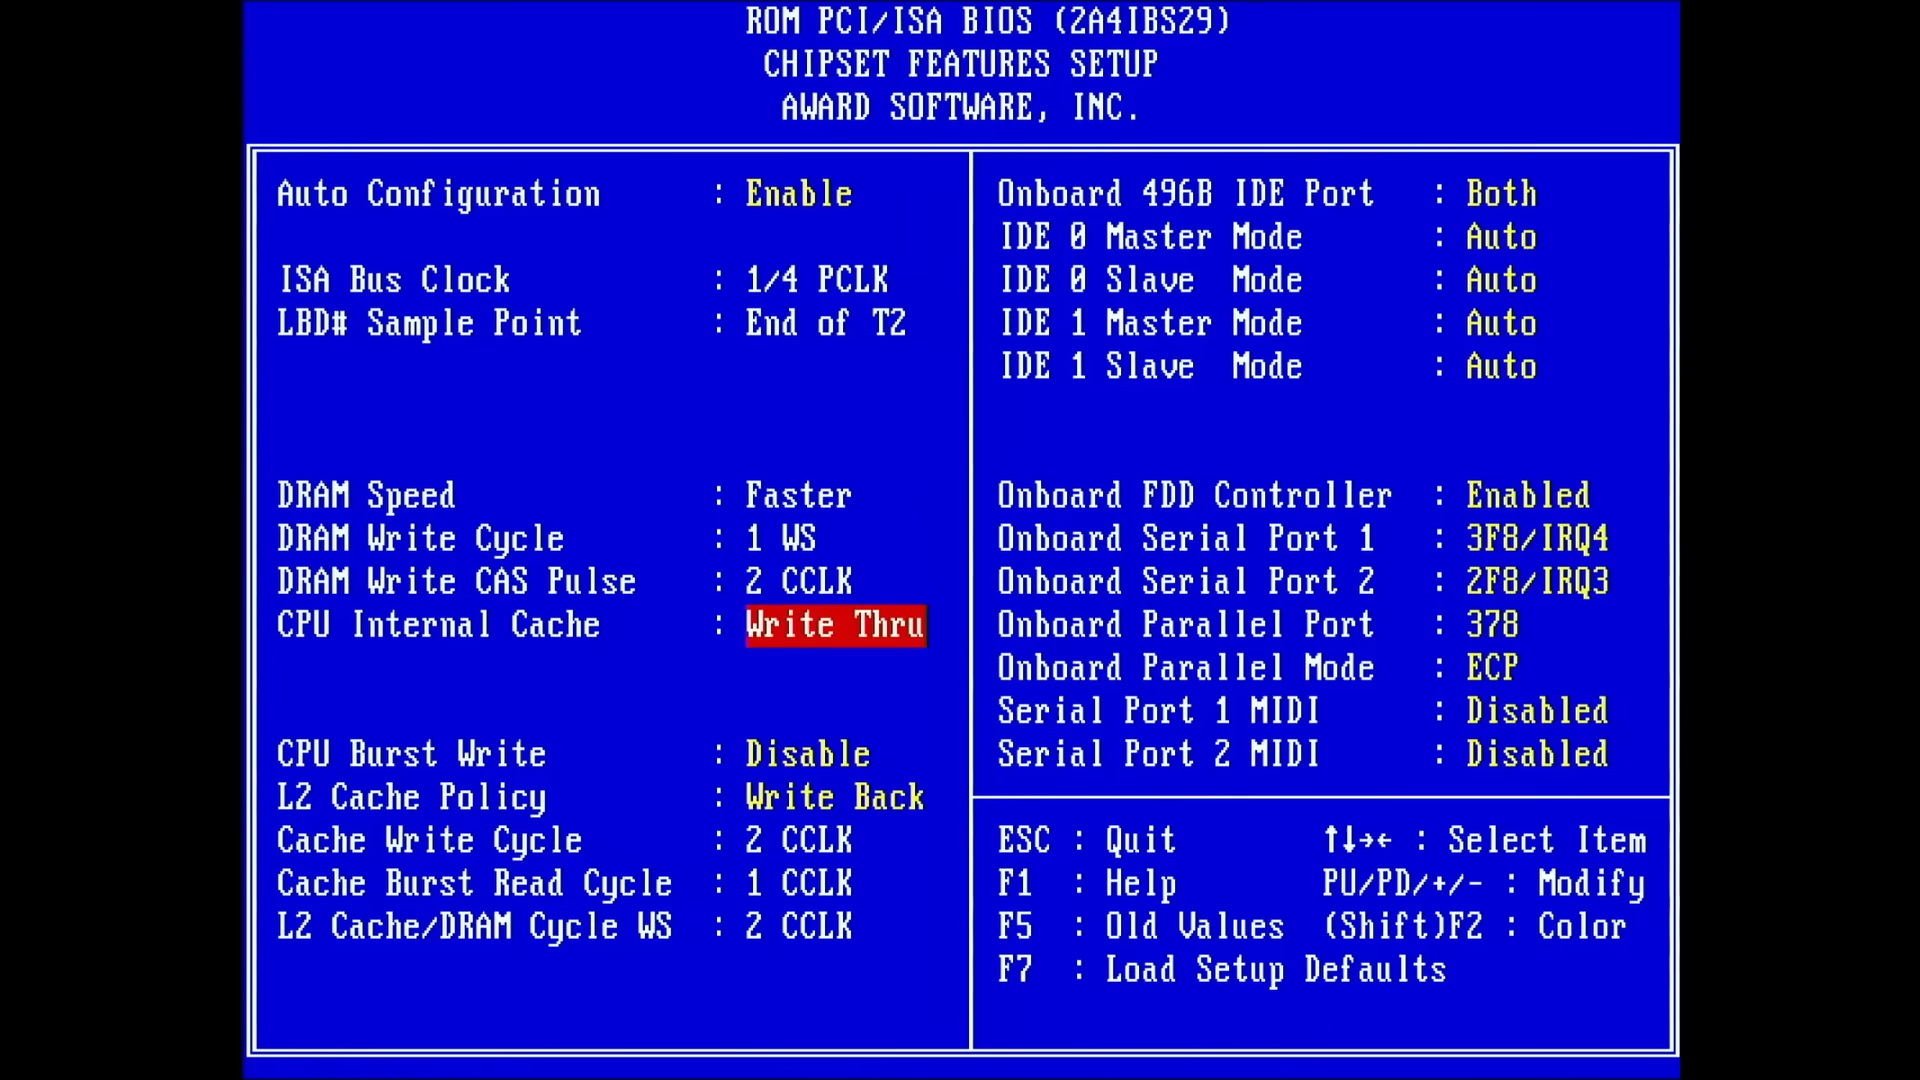 ROM PCI/ISA BIOS (2A4IBS29)
CHIPSET FEATURES SETUP
AWARD SOFTWARE, INC.
Auto Configuration : Enable
ISA Bus Clock : 1/4 PCLK
LBD# Sample Point : End of T2
DRAM Speed : Faster
DRAM Write Cycle : 1 WS
DRAM Write CAS Pulse : 2 CCLK
CPU Internal Cache : Write Thru
CPU Burst Write : Disable
L2 Cache Policy : Write Back
Cache Write Cycle : 2 CCLK
Cache Burst Read Cycle : 1 CCLK
L2 Cache/DRAM Cycle WS : 2 CCLK
Onboard 496B IDE Port : Both
IDE 0 Master Mode : Auto
IDE 0 Slave Mode : Auto
IDE 1 Master Mode : Auto
IDE 1 Slave Mode : Auto
Onboard FDD Controller : Enabled
Onboard Serial Port 1 : 3F8/IRQ4
Onboard Serial Port 2 : 2F8/IRQ3
Onboard Parallel Port : 378
Onboard Parallel Mode : ECP
Serial Port 1 MIDI : Disabled
Serial Port 2 MIDI : Disabled
ESC : Quit ↑↓→← : Select Item
F1 : Help PU/PD/+/- : Modify
F5 : Old Values (Shift)F2 : Color
F7 : Load Setup Defaults